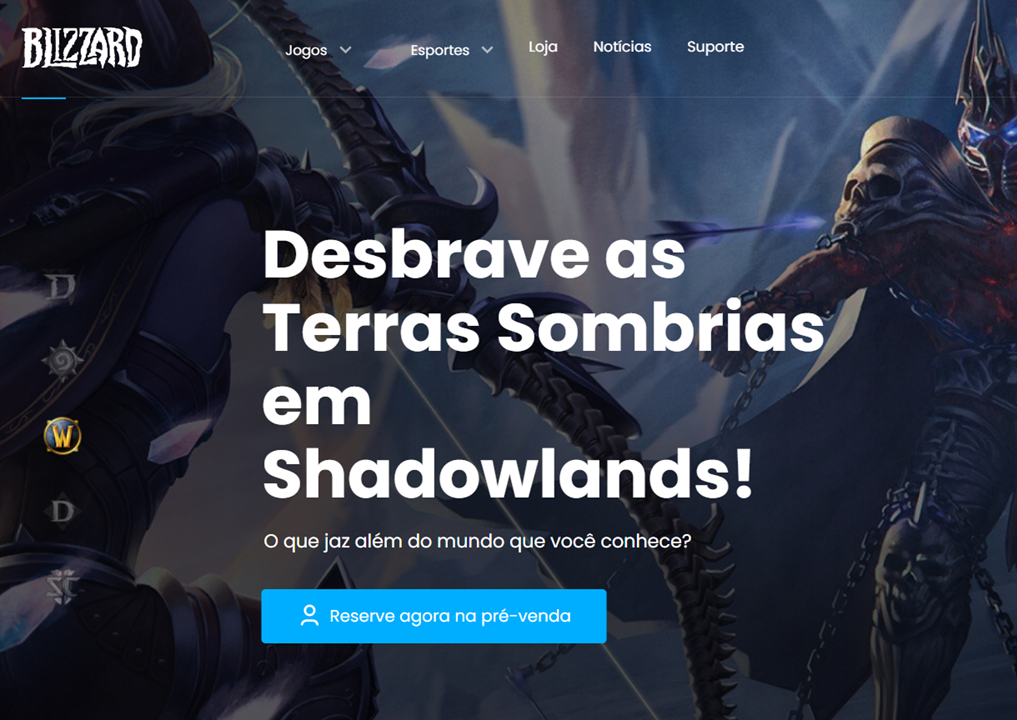 BLIZZARD
Jogos
Esportes
Loja
Notícias
Suporte
Desbrave as
Terras Sombrias
em
Shadowlands!
O que jaz além do mundo que você conhece?
Reserve agora na pré-venda
D
W
D
SC